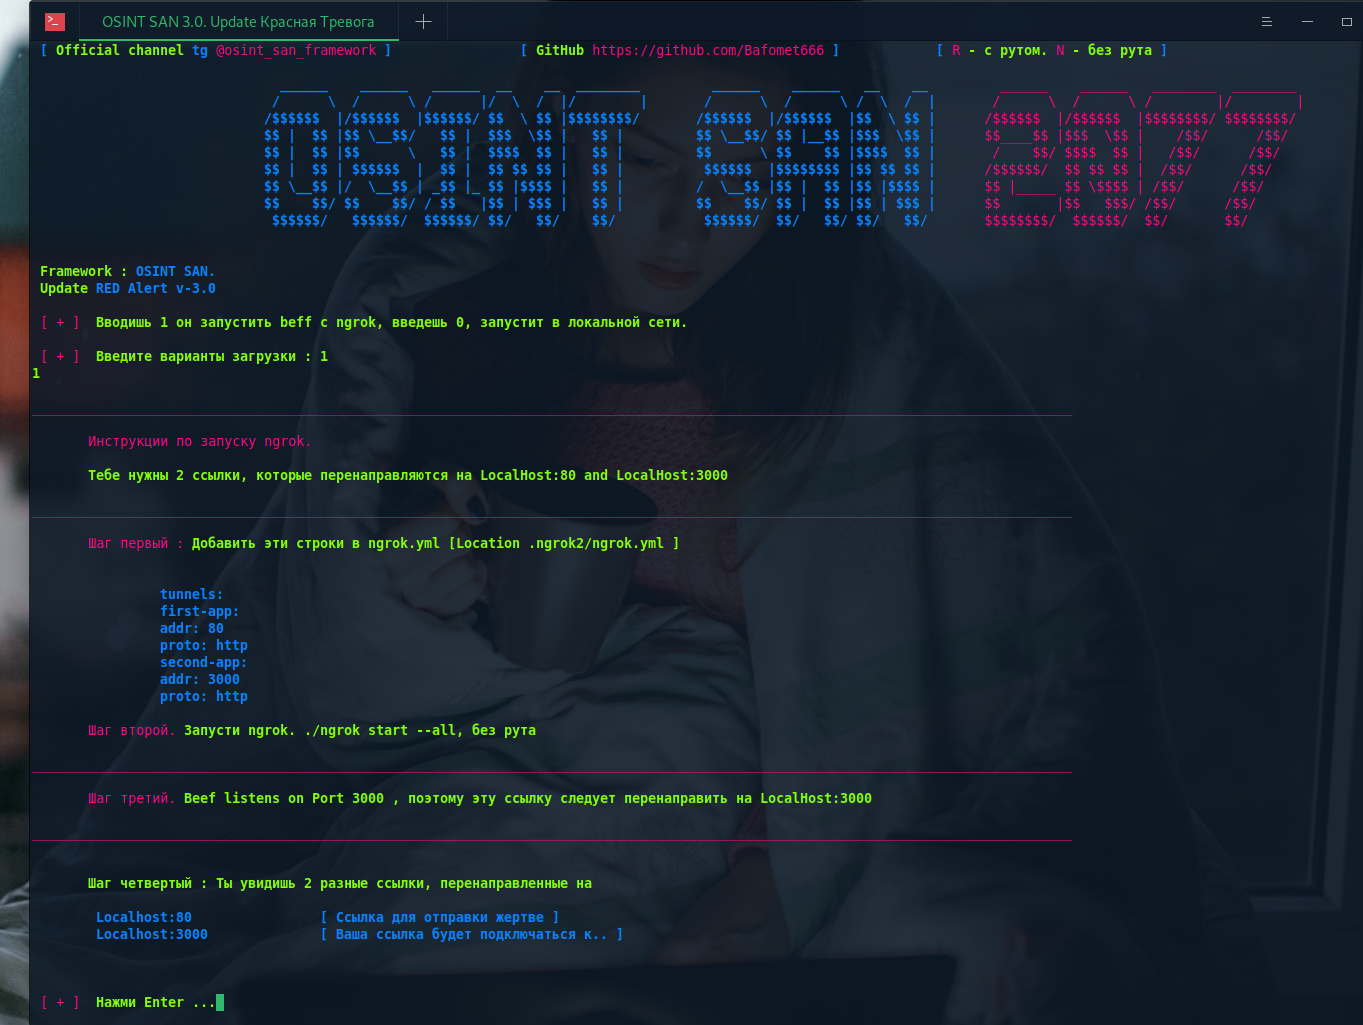 OSINT SAN 3.0. Update Красная Тревога
[ Official channel tg @osint_san_framework ] [ GitHub https://github.com/Bafomet666 ] [ R - с рутом. N - без рута ]
OSINT SAN
Framework : OSINT SAN.
Update RED Alert v-3.0
[ + ] Вводишь 1 он запустить beff с ngrok, введешь 0, запустит в локальной сети.
[ + ] Введите варианты загрузки : 1
1
Инструкции по запуску ngrok.
Тебе нужны 2 ссылки, которые перенаправляются на LocalHost:80 and LocalHost:3000
Шаг первый : Добавить эти строки в ngrok.yml [Location .ngrok2/ngrok.yml ]
tunnels:
first-app:
addr: 80
proto: http
second-app:
addr: 3000
proto: http
Шаг второй. Запусти ngrok. ./ngrok start --all, без рута
Шаг третий. Beef listens on Port 3000 , поэтому эту ссылку следует перенаправить на LocalHost:3000
Шаг четвертый : Ты увидишь 2 разные ссылки, перенаправленные на
Localhost:80 [ Ссылка для отправки жертве ]
Localhost:3000 [ Ваша ссылка будет подключаться к.. ]
[ + ] Нажми Enter ...